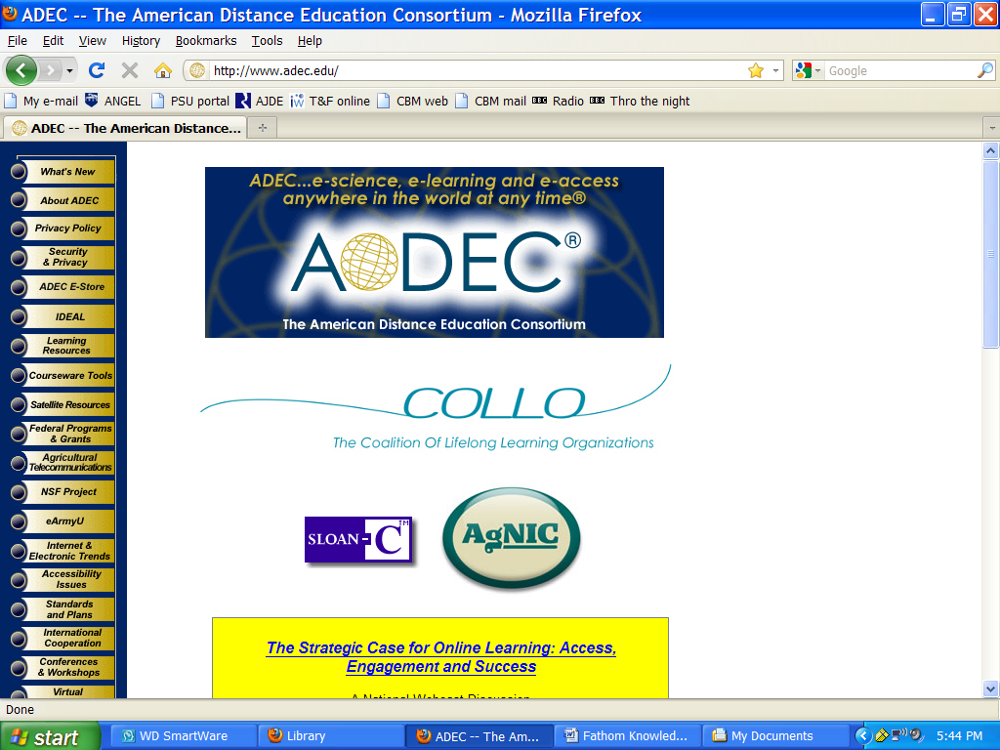 ADEC -- The American Distance Education Consortium - Mozilla Firefox
File Edit View History Bookmarks Tools Help
http://www.adec.edu/
Google
My e-mail ANGEL PSU portal AJDE T&F online CBM web CBM mail BBC Radio BBC Thro the night
ADEC -- The American Distance...
What's New
About ADEC
Privacy Policy
Security
& Privacy
ADEC E-Store
IDEAL
Learning
Resources
Courseware Tools
Satellite Resources
Federal Programs
& Grants
Agricultural
Telecommunications
NSF Project
eArmyU
Internet &
Electronic Trends
Accessibility
Issues
Standards
and Plans
International
Cooperation
Conferences
& Workshops
Virtual
ADEC...e-science, e-learning and e-access
anywhere in the world at any time®
ADEC®
The American Distance Education Consortium
COLLO
The Coalition Of Lifelong Learning Organizations
SLOAN-C™
AgNIC
The Strategic Case for Online Learning: Access,
Engagement and Success
A National Webcast Discussion
Done
start WD SmartWare Library ADEC -- The Am... Fathom Knowled... My Documents 5:44 PM